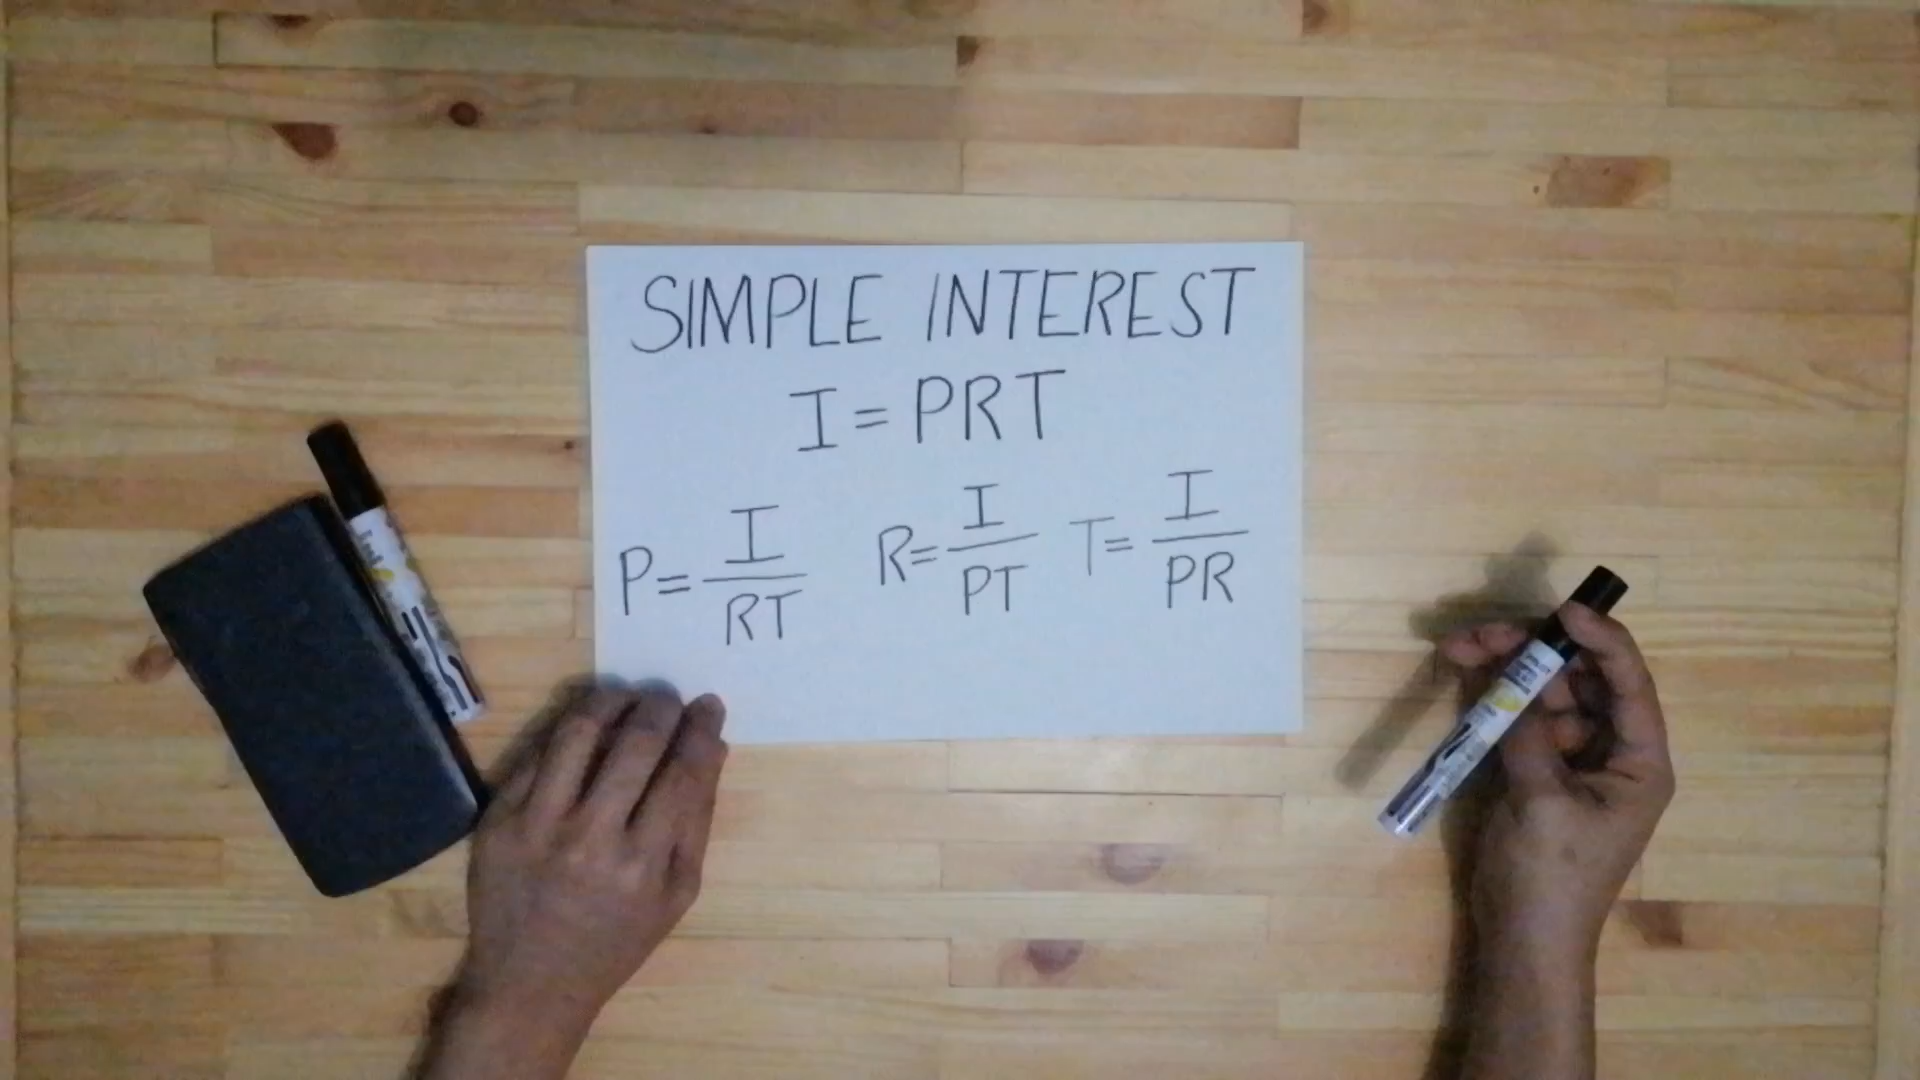 SIMPLE INTEREST
I = PRT
P = I/RT R = I/PT T = I/PR